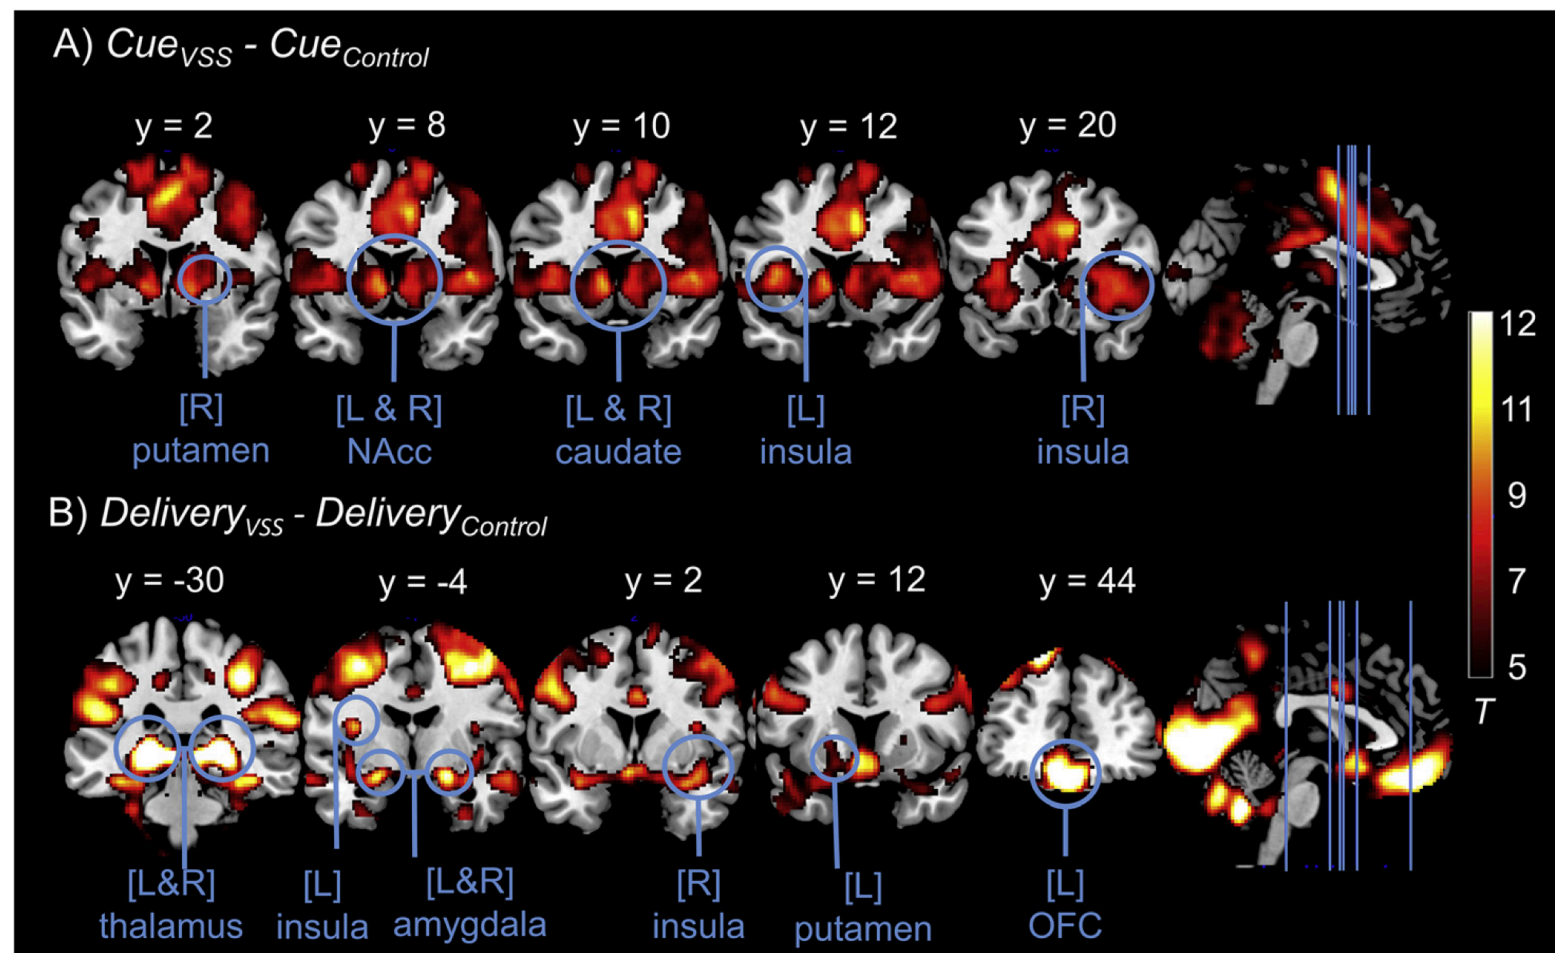 A) Cue_VSS - Cue_Control
y = 2 y = 8 y = 10 y = 12 y = 20
[R] [L & R] [L & R] [L] [R]
putamen NAcc caudate insula insula
12
11
9
7
5
T
B) Delivery_VSS - Delivery_Control
y = -30 y = -4 y = 2 y = 12 y = 44
[L&R] [L] [L&R] [R] [L] [L]
thalamus insula amygdala insula putamen OFC